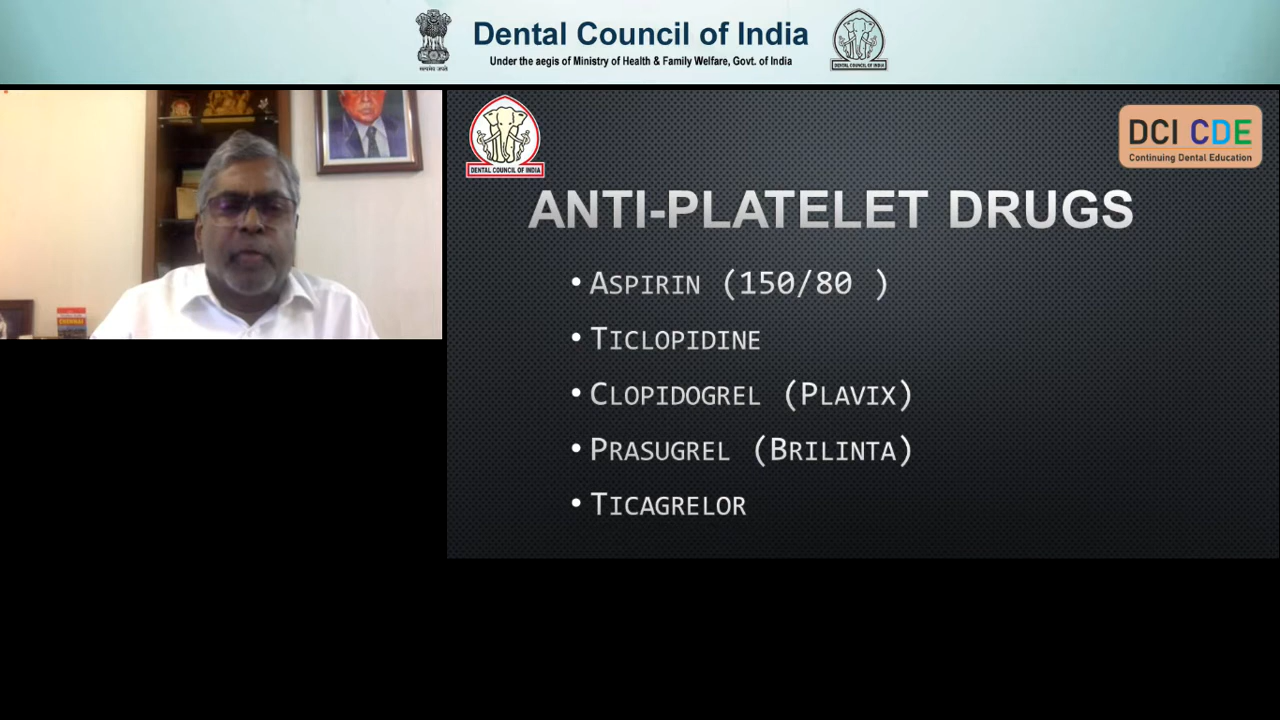 Dental Council of India
Under the aegis of Ministry of Health & Family Welfare, Govt. of India
DENTAL COUNCIL OF INDIA
DCI CDE
Continuing Dental Education
ANTI-PLATELET DRUGS
• ASPIRIN (150/80 )
• TICLOPIDINE
• CLOPIDOGREL (PLAVIX)
• PRASUGREL (BRILINTA)
• TICAGRELOR